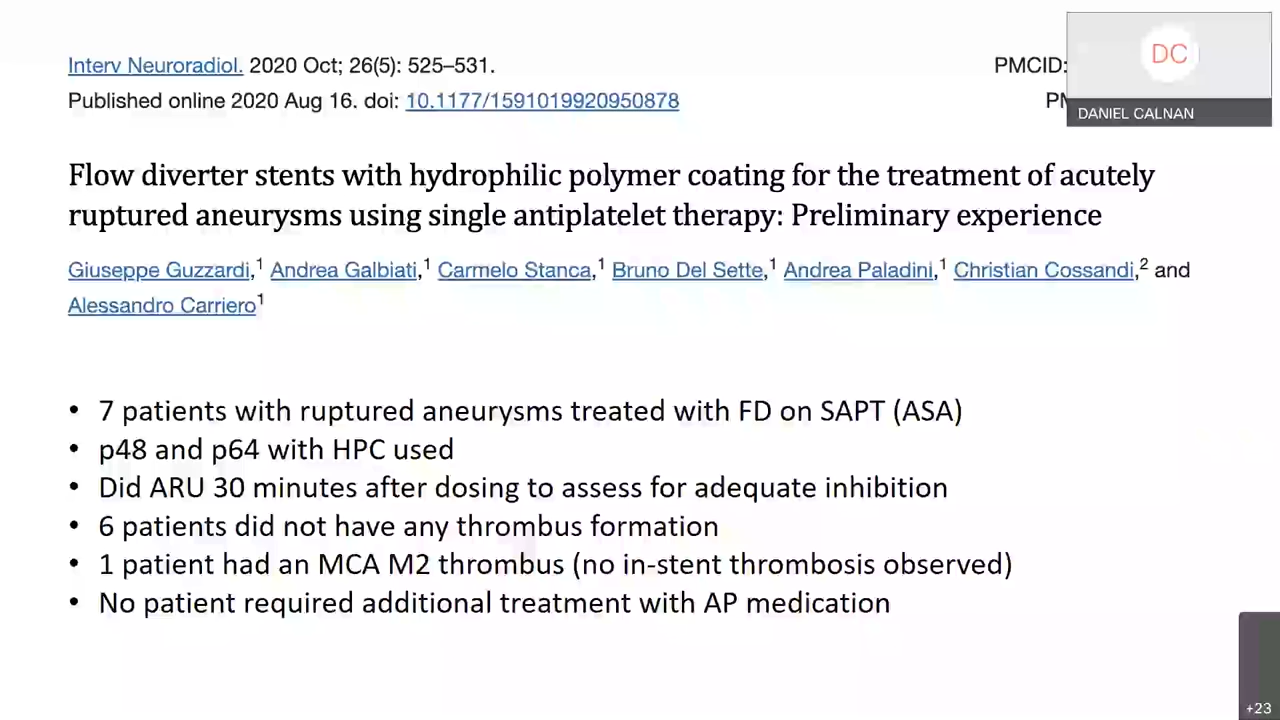 Interv Neuroradiol. 2020 Oct; 26(5): 525–531.
PMCID:
Published online 2020 Aug 16. doi: 10.1177/1591019920950878
DC
DANIEL CALNAN
Flow diverter stents with hydrophilic polymer coating for the treatment of acutely
ruptured aneurysms using single antiplatelet therapy: Preliminary experience
Giuseppe Guzzardi,1 Andrea Galbiati,1 Carmelo Stanca,1 Bruno Del Sette,1 Andrea Paladini,1 Christian Cossandi,2 and
Alessandro Carriero1
• 7 patients with ruptured aneurysms treated with FD on SAPT (ASA)
• p48 and p64 with HPC used
• Did ARU 30 minutes after dosing to assess for adequate inhibition
• 6 patients did not have any thrombus formation
• 1 patient had an MCA M2 thrombus (no in-stent thrombosis observed)
• No patient required additional treatment with AP medication
+23